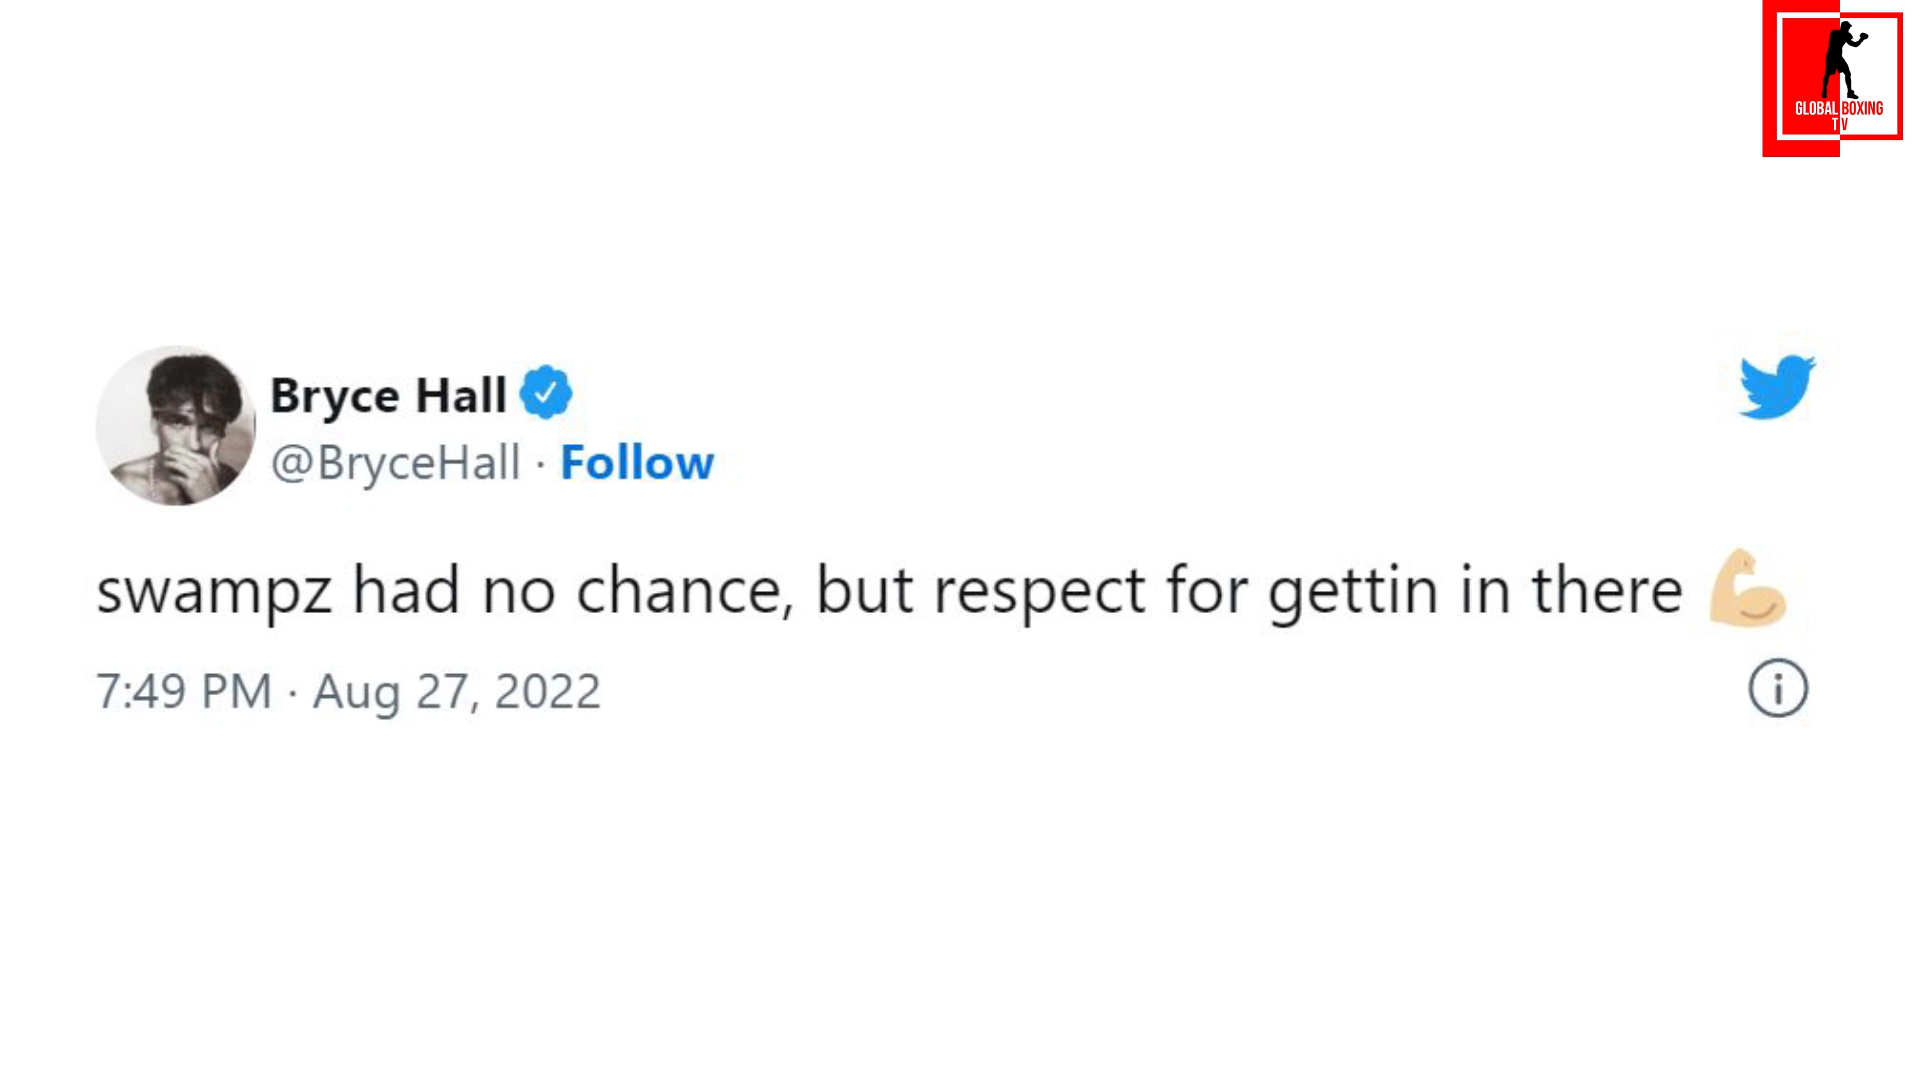 GLOBAL BOXING
TV
Bryce Hall
@BryceHall · Follow
swampz had no chance, but respect for gettin in there 💪🏼
7:49 PM · Aug 27, 2022